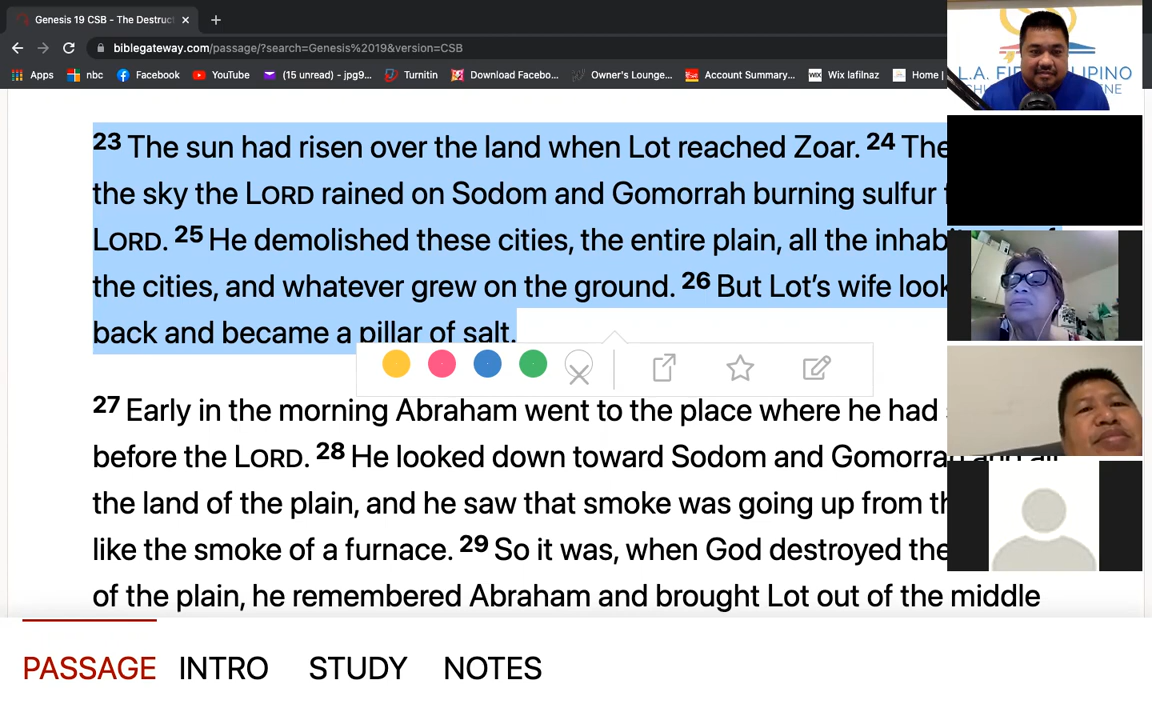 Genesis 19 CSB - The Destruct
biblegateway.com/passage/?search=Genesis%2019&version=CSB
Apps nbc Facebook YouTube (15 unread) - jpg9... Turnitin Download Facebo... Owner's Lounge... Account Summary... WIX Wix lafilnaz Home |
L.A. FI ILIPINO
CHU INE
23 The sun had risen over the land when Lot reached Zoar. 24 The
the sky the LORD rained on Sodom and Gomorrah burning sulfur f
LORD. 25 He demolished these cities, the entire plain, all the inhab
the cities, and whatever grew on the ground. 26 But Lot's wife look
back and became a pillar of salt.
27 Early in the morning Abraham went to the place where he had
before the LORD. 28 He looked down toward Sodom and Gomorrah and all
the land of the plain, and he saw that smoke was going up from th
like the smoke of a furnace. 29 So it was, when God destroyed the
of the plain, he remembered Abraham and brought Lot out of the middle
PASSAGE INTRO STUDY NOTES